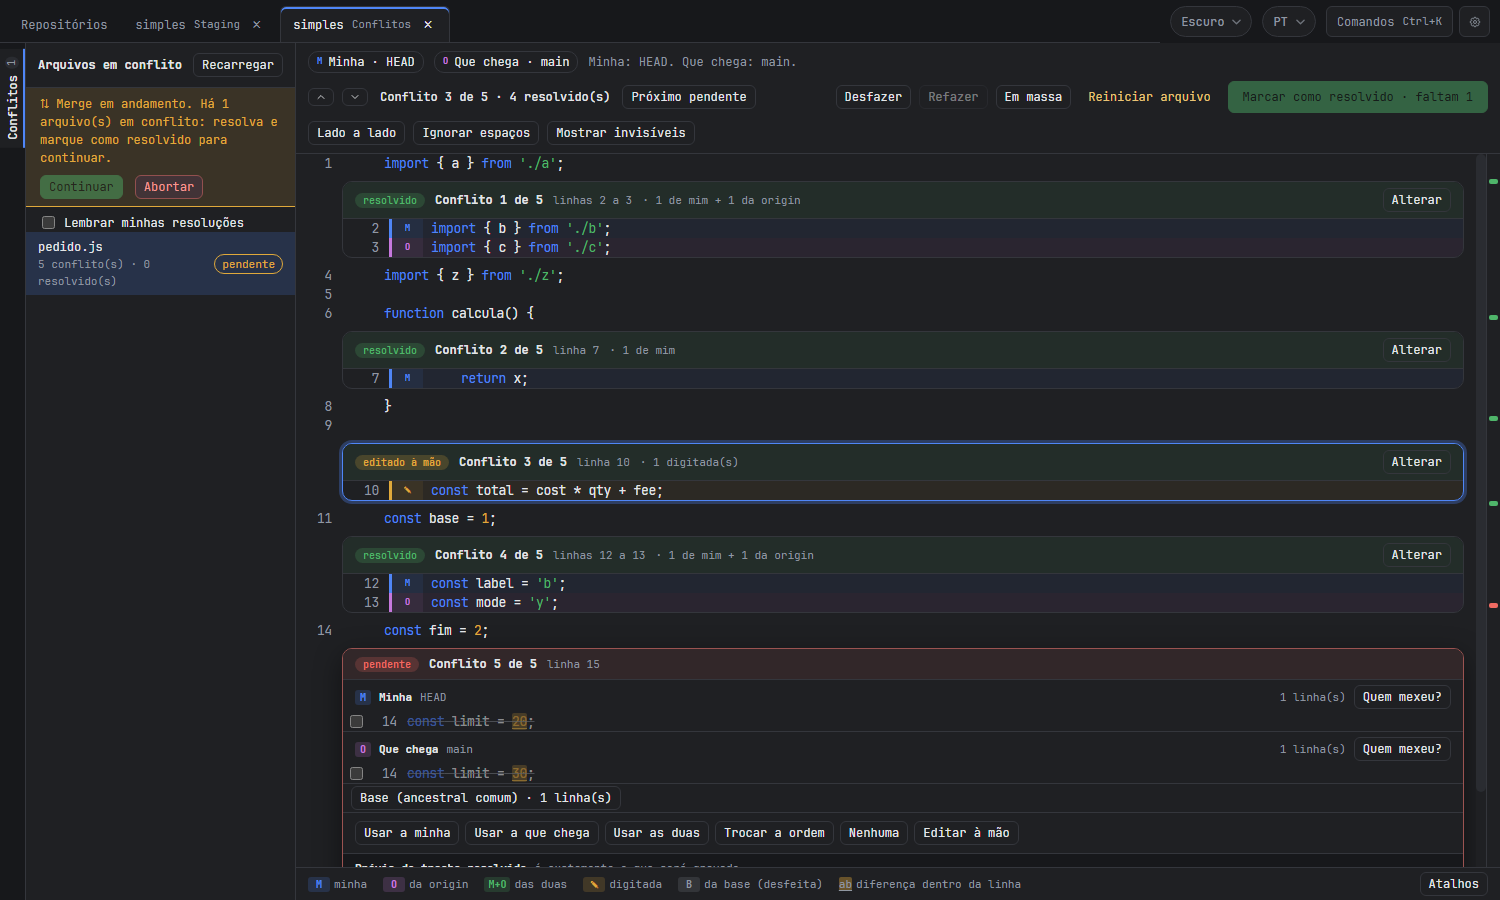 Repositórios simples Staging × simples Conflitos × Escuro PT Comandos Ctrl+K
Conflitos 1
Arquivos em conflito Recarregar
⇅ Merge em andamento. Há 1
arquivo(s) em conflito: resolva e
marque como resolvido para
continuar.
Continuar Abortar
Lembrar minhas resoluções
pedido.js
5 conflito(s) · 0
resolvido(s)
pendente
M Minha · HEAD O Que chega · main Minha: HEAD. Que chega: main.
Conflito 3 de 5 · 4 resolvido(s) Próximo pendente Desfazer Refazer Em massa Reiniciar arquivo Marcar como resolvido · faltam 1
Lado a lado Ignorar espaços Mostrar invisíveis
1 import { a } from './a';
resolvido Conflito 1 de 5 linhas 2 a 3 · 1 de mim + 1 da origin Alterar
2 M import { b } from './b';
3 O import { c } from './c';
4 import { z } from './z';
5
6 function calcula() {
resolvido Conflito 2 de 5 linha 7 · 1 de mim Alterar
7 M return x;
8 }
9
editado à mão Conflito 3 de 5 linha 10 · 1 digitada(s) Alterar
10 const total = cost * qty + fee;
11 const base = 1;
resolvido Conflito 4 de 5 linhas 12 a 13 · 1 de mim + 1 da origin Alterar
12 M const label = 'b';
13 O const mode = 'y';
14 const fim = 2;
pendente Conflito 5 de 5 linha 15
M Minha HEAD 1 linha(s) Quem mexeu?
14 const limit = 20;
O Que chega main 1 linha(s) Quem mexeu?
14 const limit = 30;
Base (ancestral comum) · 1 linha(s)
Usar a minha Usar a que chega Usar as duas Trocar a ordem Nenhuma Editar à mão
M minha O da origin M+O das duas digitada B da base (desfeita) ab diferença dentro da linha Atalhos